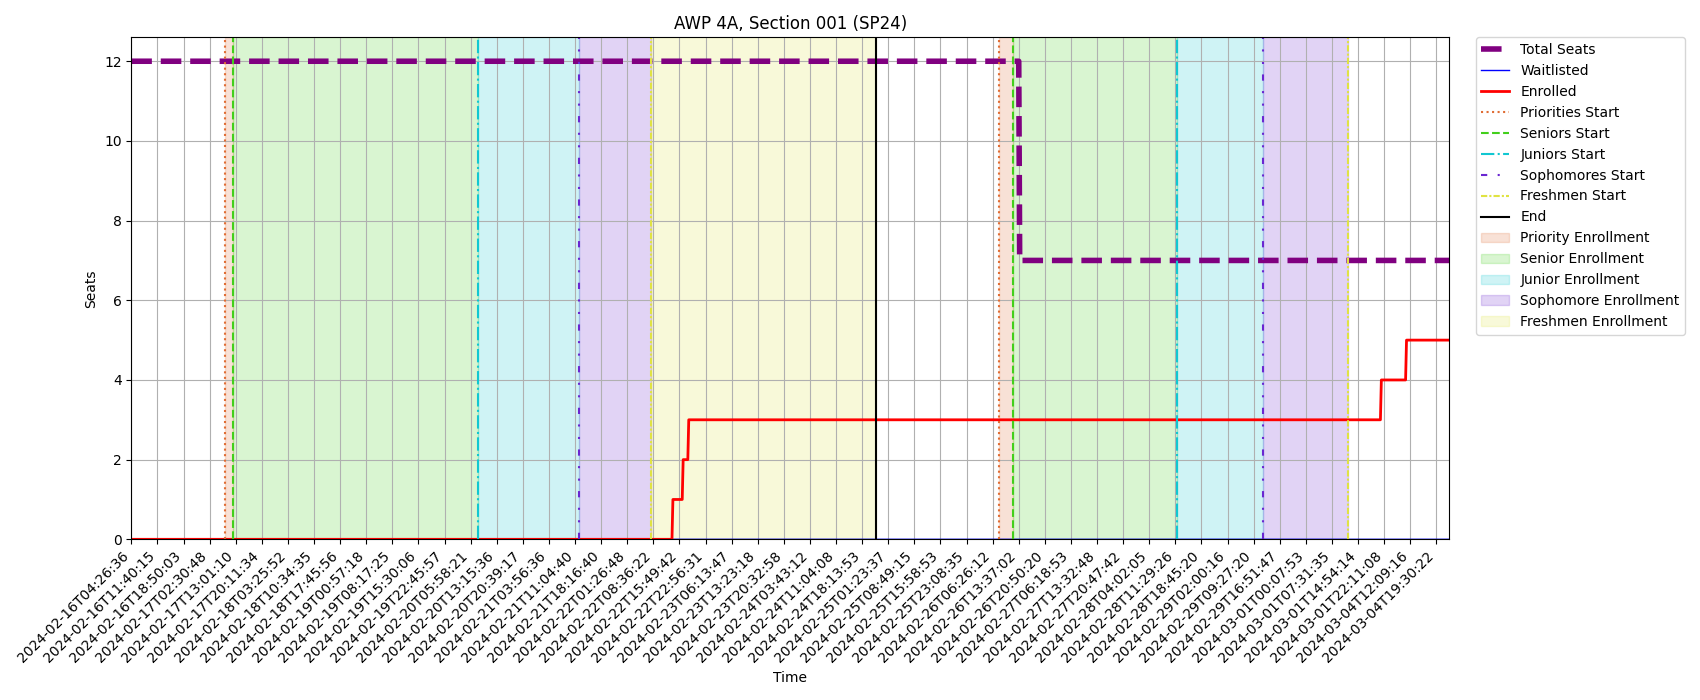 AWP 4A, Section 001 (SP24)
Total Seats
Waitlisted
Enrolled
Priorities Start
Seniors Start
Juniors Start
Sophomores Start
Freshmen Start
End
Priority Enrollment
Senior Enrollment
Junior Enrollment
Sophomore Enrollment
Freshmen Enrollment
Seats
12
10
8
6
4
2
0
2024-02-16T04:26:36
2024-02-16T11:40:15
2024-02-16T18:50:03
2024-02-17T02:30:48
2024-02-17T13:01:10
2024-02-17T20:11:34
2024-02-18T03:25:52
2024-02-18T10:34:35
2024-02-18T17:45:56
2024-02-19T00:57:18
2024-02-19T08:17:25
2024-02-19T15:30:06
2024-02-19T22:45:57
2024-02-20T05:58:21
2024-02-20T13:15:36
2024-02-20T20:39:17
2024-02-21T03:56:36
2024-02-21T11:04:40
2024-02-21T18:16:40
2024-02-22T01:26:48
2024-02-22T08:36:22
2024-02-22T15:49:42
2024-02-22T22:56:31
2024-02-23T06:13:47
2024-02-23T13:23:18
2024-02-23T20:32:58
2024-02-24T03:43:12
2024-02-24T11:04:08
2024-02-24T18:13:53
2024-02-25T01:23:37
2024-02-25T08:49:15
2024-02-25T15:58:53
2024-02-25T23:08:35
2024-02-26T06:26:12
2024-02-26T13:37:02
2024-02-26T20:50:20
2024-02-27T06:18:53
2024-02-27T13:32:48
2024-02-27T20:47:42
2024-02-28T04:02:05
2024-02-28T11:29:26
2024-02-28T18:45:20
2024-02-29T02:00:16
2024-02-29T09:27:20
2024-02-29T16:51:47
2024-03-01T00:07:53
2024-03-01T07:31:35
2024-03-01T14:54:14
2024-03-01T22:11:08
2024-03-04T12:09:16
2024-03-04T19:30:22
Time